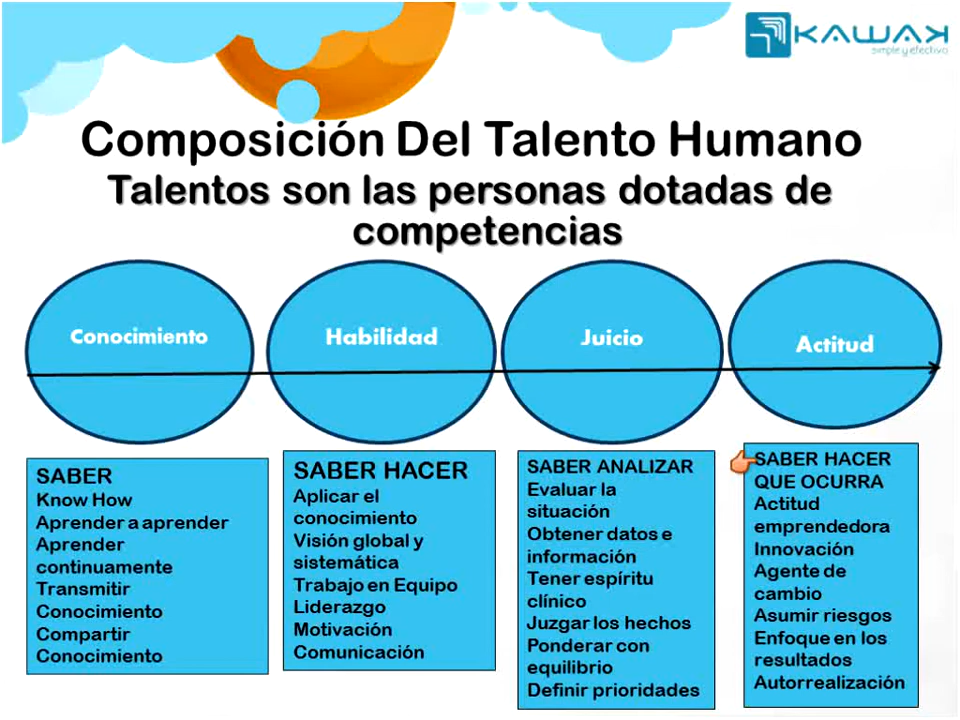 KAWAK
simple y efectivo
Composición Del Talento Humano
Talentos son las personas dotadas de
competencias
Conocimiento
Habilidad
Juicio
Actitud
SABER
Know How
Aprender a aprender
Aprender
continuamente
Transmitir
Conocimiento
Compartir
Conocimiento
SABER HACER
Aplicar el
conocimiento
Visión global y
sistemática
Trabajo en Equipo
Liderazgo
Motivación
Comunicación
SABER ANALIZAR
Evaluar la
situación
Obtener datos e
información
Tener espíritu
clínico
Juzgar los hechos
Ponderar con
equilibrio
Definir prioridades
SABER HACER
QUE OCURRA
Actitud
emprendedora
Innovación
Agente de
cambio
Asumir riesgos
Enfoque en los
resultados
Autorrealización